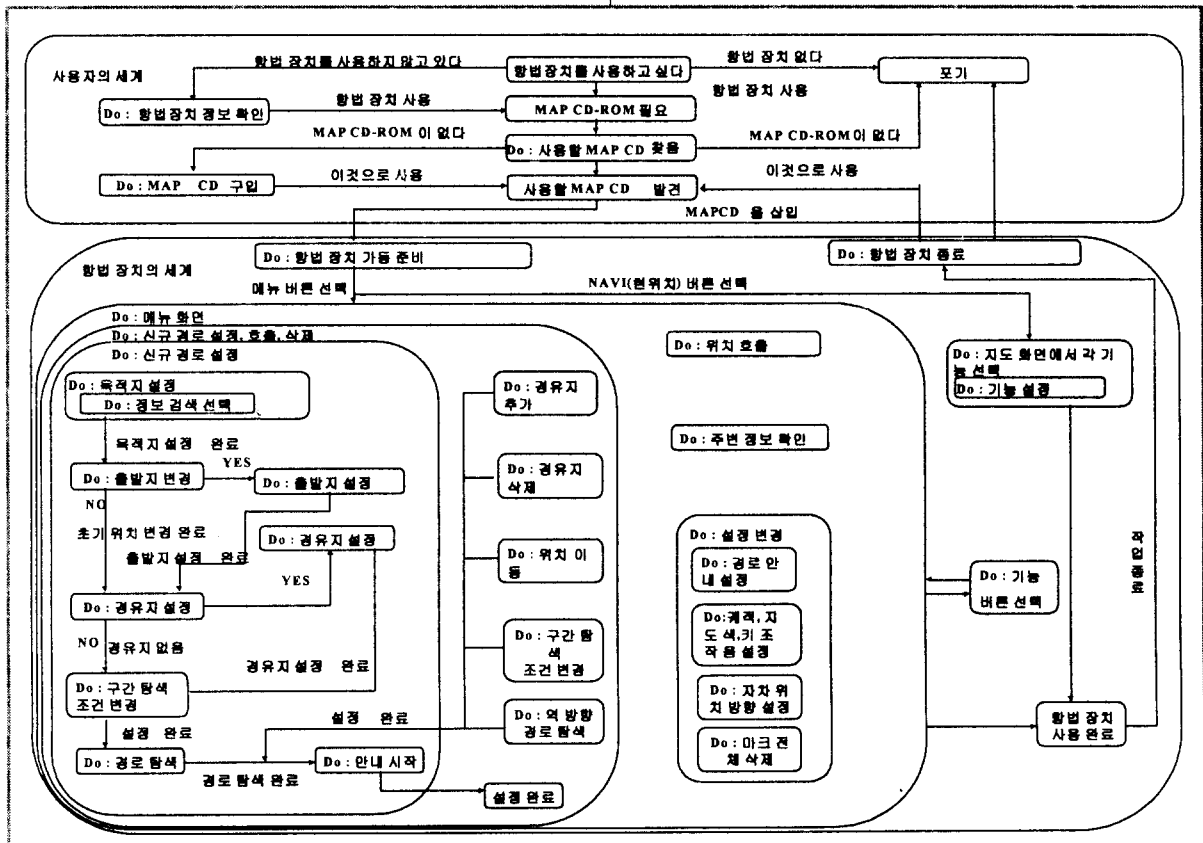 사용자의 세계
항법 장치를 사용하지 않고 있다
항법장치를 사용하고 싶다
항법 장치 없다
포기
항법 장치 사용
Do : 항법장치 정보 확인
항법 장치 사용
MAP CD-ROM 필요
MAP CD-ROM 이 없다
Do : 사용할 MAP CD 찾음
MAP CD-ROM 이 없다
Do : MAP CD 구입
이것으로 사용
사용할 MAP CD 발견
이것으로 사용
MAPCD 을 삽입
항법 장치의 세계
Do : 항법 장치 가동 준비
Do : 항법 장치 종료
메뉴 버튼 선택
NAVI(현위치) 버튼 선택
Do : 메뉴 화면
Do : 신규 경로 설정, 호출, 삭제
Do : 신규 경로 설정
Do : 목적지 설정
Do : 정보 검색 선택
목적지 설정 완료
YES
Do : 출발지 변경
Do : 출발지 설정
NO
초기 위치 변경 완료
출발지 설정 완료
Do : 경유지 설정
YES
Do : 경유지 설정
NO
경유지 없음
경유지 설정 완료
Do : 구간 탐색
조건 변경
설정 완료
Do : 경로 탐색
경로 탐색 완료
Do : 안내 시작
설정 완료
설정 완료
Do : 경유지
추가
Do : 경유지
삭제
Do : 위치 이
동
Do : 구간 탐
색
조건 변경
Do : 역 방향
경로 탐색
Do : 위치 호출
Do : 주변 정보 확인
Do : 설정 변경
Do : 경로 안
내 설정
Do:궤적, 지
도 색,키 조
작 음 설정
Do : 자차 위
치 방향 설정
Do : 마크 전
체 삭제
Do : 지도 화면에서 각 기
능 선택
Do : 기능 설정
Do : 기능
버튼 선택
작업 종료
항법 장치
사용 완료